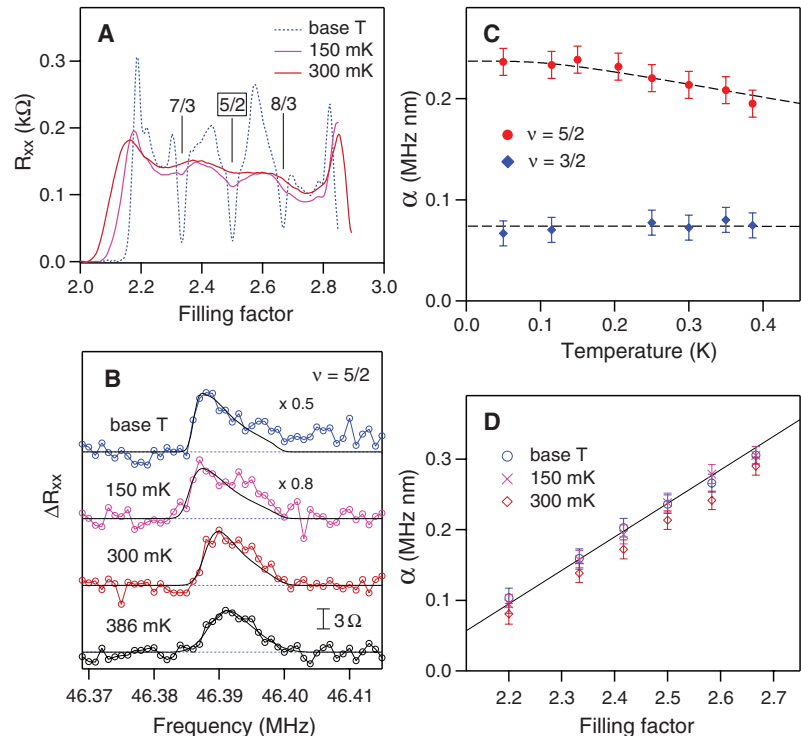 A
base T
150 mK
300 mK
7/3
5/2
8/3
Rxx (kΩ)
0.3
0.2
0.1
0.0
2.0 2.2 2.4 2.6 2.8 3.0
Filling factor
B
ν = 5/2
base T
x 0.5
150 mK
x 0.8
300 mK
386 mK
3 Ω
ΔRxx
46.37 46.38 46.39 46.40 46.41
Frequency (MHz)
C
α (MHz nm)
0.2
0.1
0.0
ν = 5/2
ν = 3/2
0.0 0.1 0.2 0.3 0.4
Temperature (K)
D
base T
150 mK
300 mK
α (MHz nm)
0.3
0.2
0.1
0.0
2.2 2.3 2.4 2.5 2.6 2.7
Filling factor